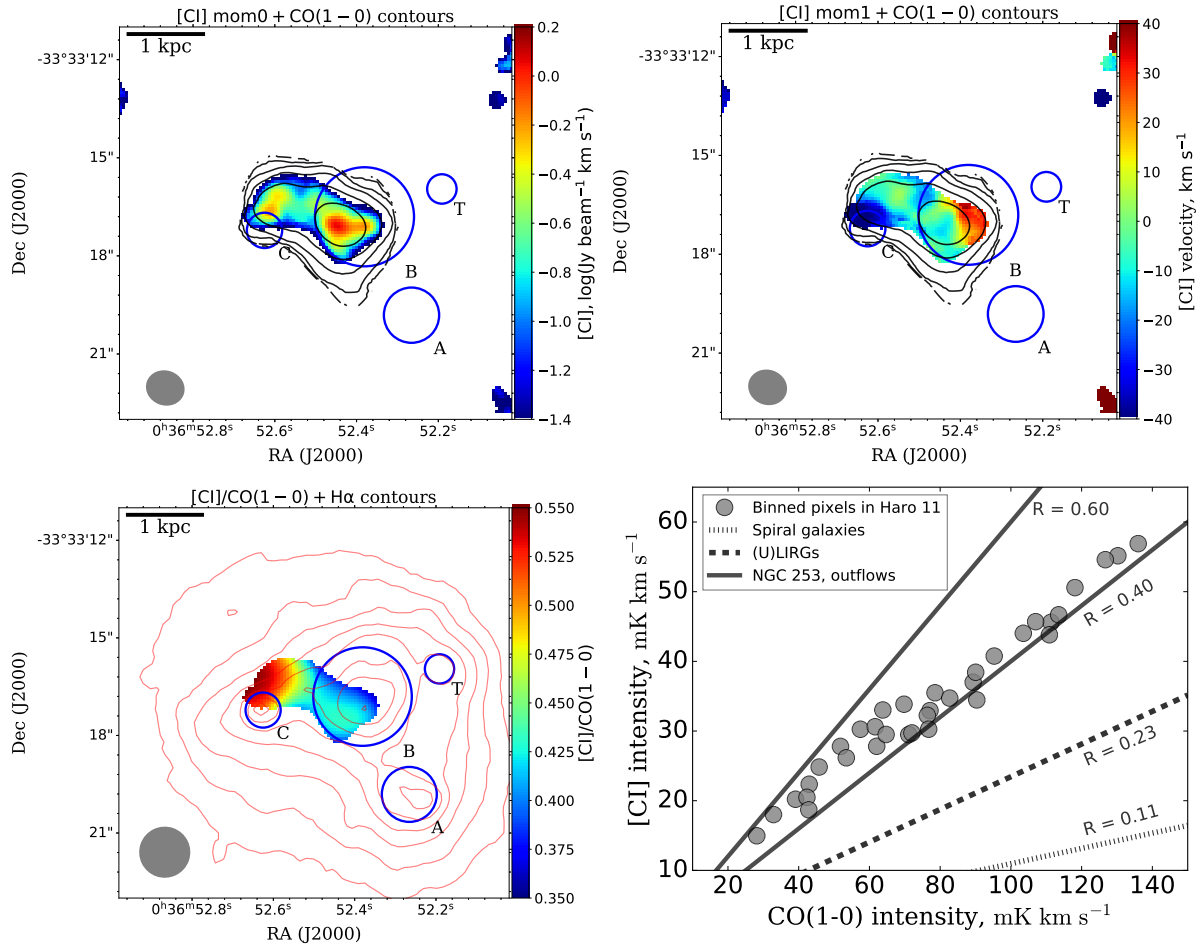 [CI] mom0 + CO(1 − 0) contours
1 kpc
-33°33'12"
15"
18"
21"
Dec (J2000)
T
C
B
A
0ʰ36ᵐ52.8ˢ 52.6ˢ 52.4ˢ 52.2ˢ
RA (J2000)
0.2
0.0
−0.2
−0.4
−0.6
−0.8
−1.0
−1.2
−1.4
[CI], log(Jy beam⁻¹ km s⁻¹)
[CI] mom1 + CO(1 − 0) contours
1 kpc
-33°33'12"
15"
18"
21"
Dec (J2000)
T
C
B
A
0ʰ36ᵐ52.8ˢ 52.6ˢ 52.4ˢ 52.2ˢ
RA (J2000)
40
30
20
10
0
−10
−20
−30
−40
[CI] velocity, km s⁻¹
[CI]/CO(1 − 0) + Hα contours
1 kpc
-33°33'12"
15"
18"
21"
Dec (J2000)
T
C
B
A
0ʰ36ᵐ52.8ˢ 52.6ˢ 52.4ˢ 52.2ˢ
RA (J2000)
0.550
0.525
0.500
0.475
0.450
0.425
0.400
0.375
0.350
[CI]/CO(1−0)
Binned pixels in Haro 11
Spiral galaxies
(U)LIRGs
NGC 253, outflows
R = 0.60
R = 0.40
R = 0.23
R = 0.11
60
50
40
30
20
10
[CI] intensity, mK km s⁻¹
20 40 60 80 100 120 140
CO(1-0) intensity, mK km s⁻¹